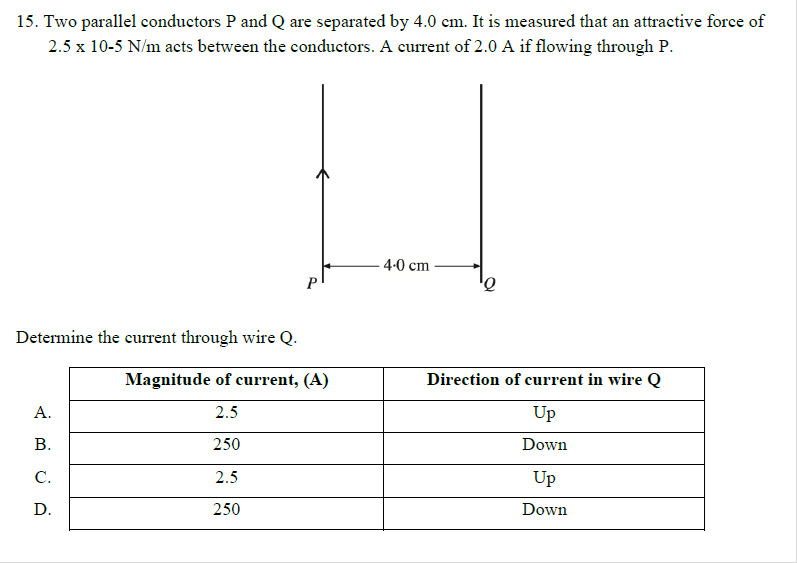 15. Two parallel conductors P and Q are separated by 4.0 cm. It is measured that an attractive force of
2.5 x 10-5 N/m acts between the conductors. A current of 2.0 A if flowing through P.
4·0 cm
P
Q
Determine the current through wire Q.
Magnitude of current, (A) Direction of current in wire Q
A. 2.5 Up
B. 250 Down
C. 2.5 Up
D. 250 Down